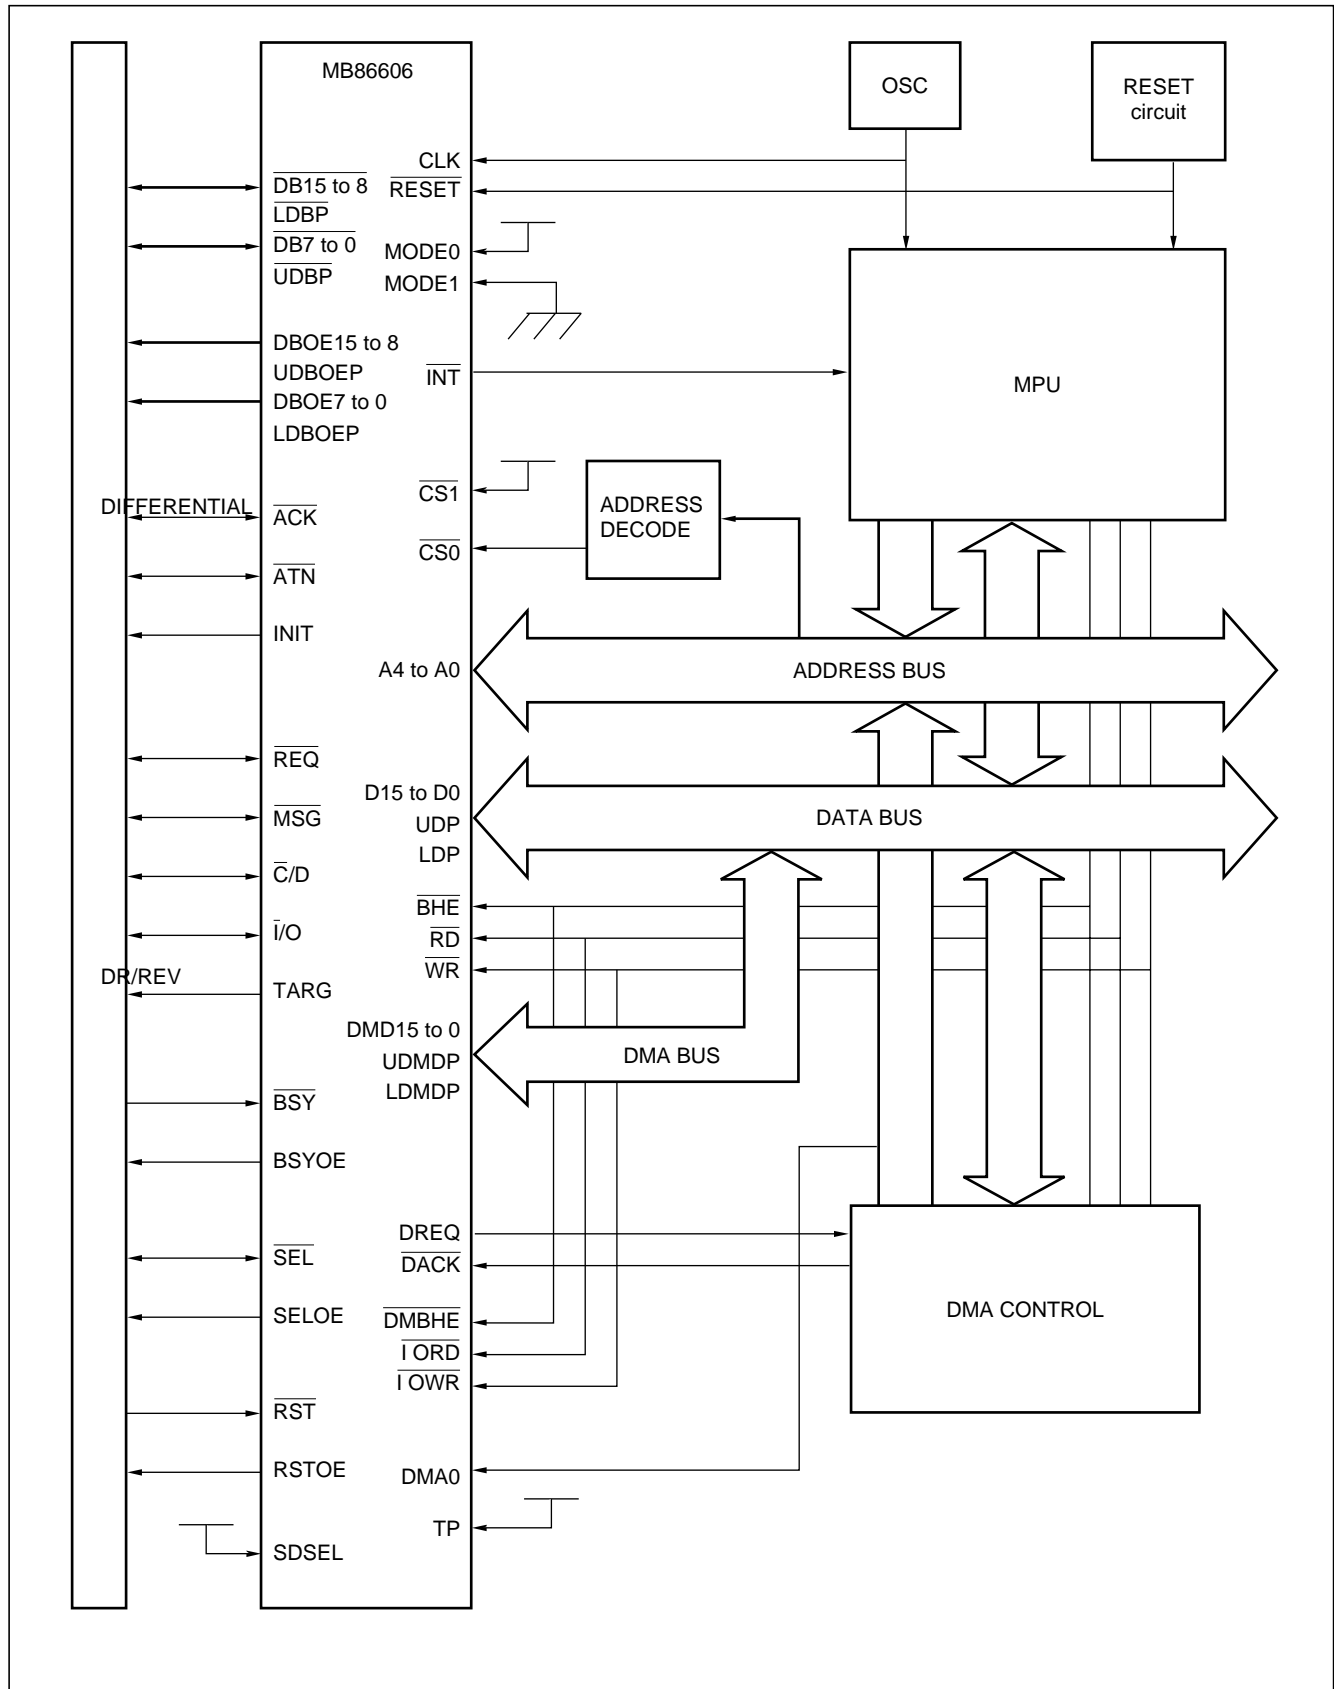 MB86606
OSC
RESET
circuit
CLK
RESET
DB15 to 8
LDBP
DB7 to 0
UDBP
MODE0
MODE1
DBOE15 to 8
UDBOEP
DBOE7 to 0
LDBOEP
INT
MPU
CS1
ADDRESS
DECODE
DIFFERENTIAL
ACK
CS0
ATN
INIT
A4 to A0
ADDRESS BUS
REQ
D15 to D0
UDP
LDP
DATA BUS
MSG
C/D
BHE
I/O
RD
WR
DR/REV
TARG
DMD15 to 0
UDMDP
LDMDP
DMA BUS
BSY
BSYOE
DREQ
DACK
SEL
DMA CONTROL
SELOE
DMBHE
I ORD
I OWR
RST
RSTOE
DMA0
TP
SDSEL